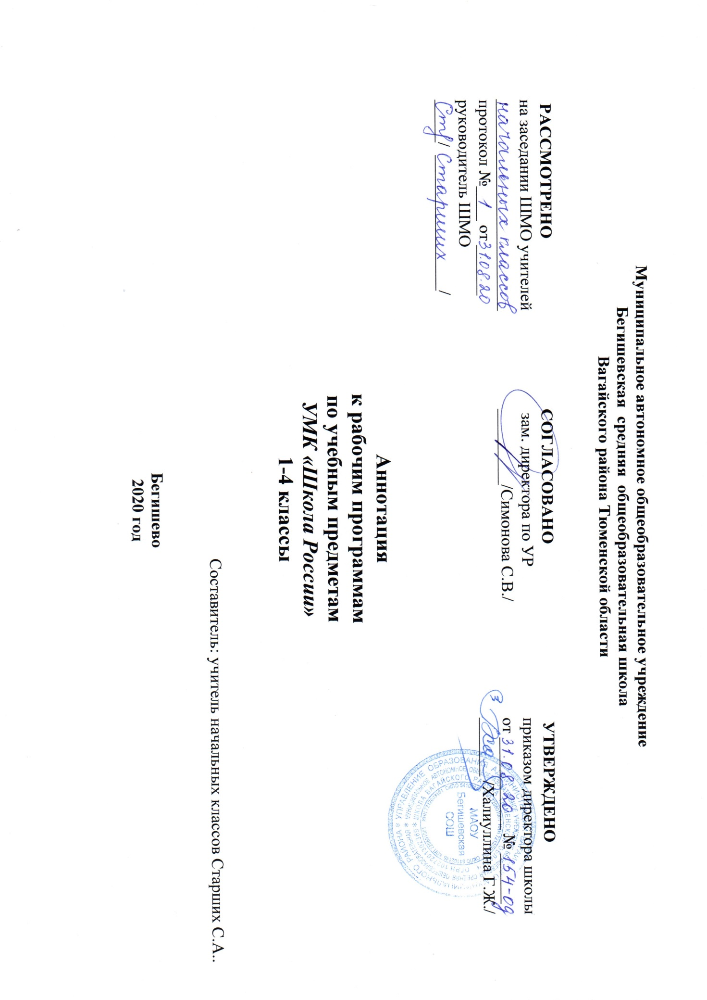 Муниципальное автономное общеобразовательное учреждение
Бегишевская средняя общеобразовательная школа
Вагайского района Тюменской области
РАССМОТРЕНО
на заседании ШМО учителей
начальных классов
протокол № 1 от 31.08.20
руководитель ШМО
/ Старших /
СОГЛАСОВАНО
зам. директора по УР
/Симонова С.В./
УТВЕРЖДЕНО
приказом директора школы
от 31.08.20 № 154-од
/Халиуллина Г.Ж./
МАОУ
Бегишевская
СОШ
Аннотация
к рабочим программам
по учебным предметам
УМК «Школа России»
1-4 классы
Составитель: учитель начальных классов Старших С.А..
Бегишево
2020 год